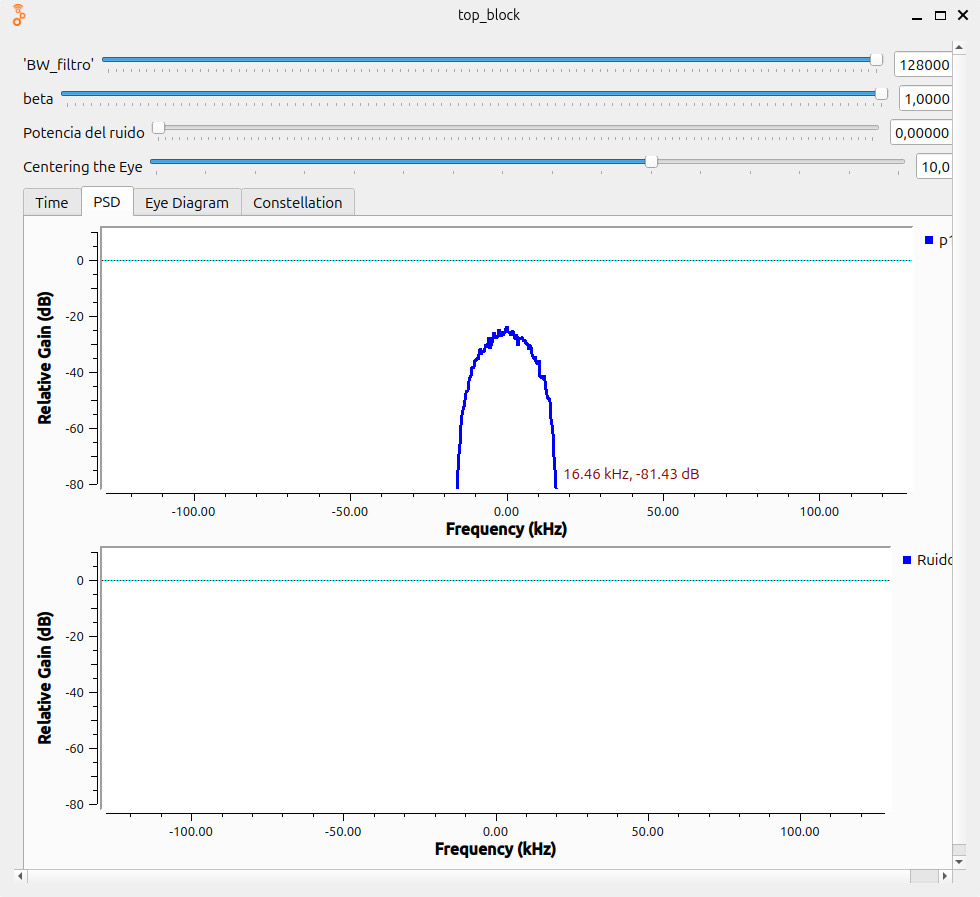 top_block
'BW_filtro' 128000
beta 1,0000
Potencia del ruido 0,00000
Centering the Eye 10,0
Time PSD Eye Diagram Constellation
p1
0
-20
-40
-60
-80
Relative Gain (dB)
16.46 kHz, -81.43 dB
-100.00 -50.00 0.00 50.00 100.00
Frequency (kHz)
Ruido
0
-20
-40
-60
-80
Relative Gain (dB)
-100.00 -50.00 0.00 50.00 100.00
Frequency (kHz)